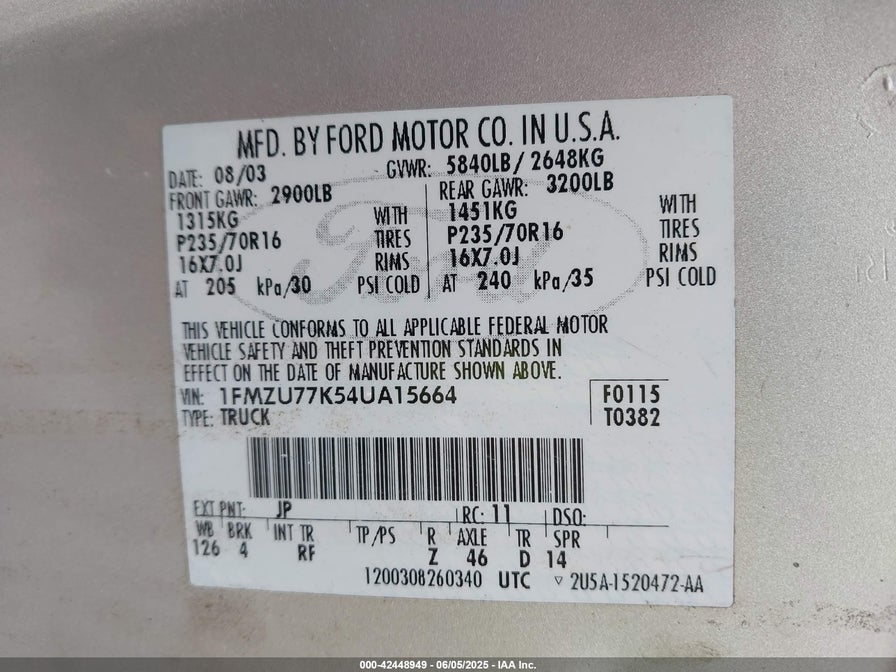 MFD. BY FORD MOTOR CO. IN U.S.A.
DATE: 08/03 GVWR: 5840LB / 2648KG
FRONT GAWR: 2900LB REAR GAWR: 3200LB
1315KG WITH 1451KG WITH
P235/70R16 TIRES P235/70R16 TIRES
16X7.0J RIMS 16X7.0J RIMS
AT 205 kPa/30 PSI COLD AT 240 kPa/35 PSI COLD
Ford
THIS VEHICLE CONFORMS TO ALL APPLICABLE FEDERAL MOTOR
VEHICLE SAFETY AND THEFT PREVENTION STANDARDS IN
EFFECT ON THE DATE OF MANUFACTURE SHOWN ABOVE.
VIN: 1FMZU77K54UA15664 F0115
TYPE: TRUCK T0382
EXT PNT: JP RC: 11 DSO:
WB BRK INT TR TP/PS R AXLE TR SPR
126 4 RF Z 46 D 14
1200308260340 UTC ▽ 2U5A-1520472-AA
000-42448949 - 06/05/2025 - IAA Inc.